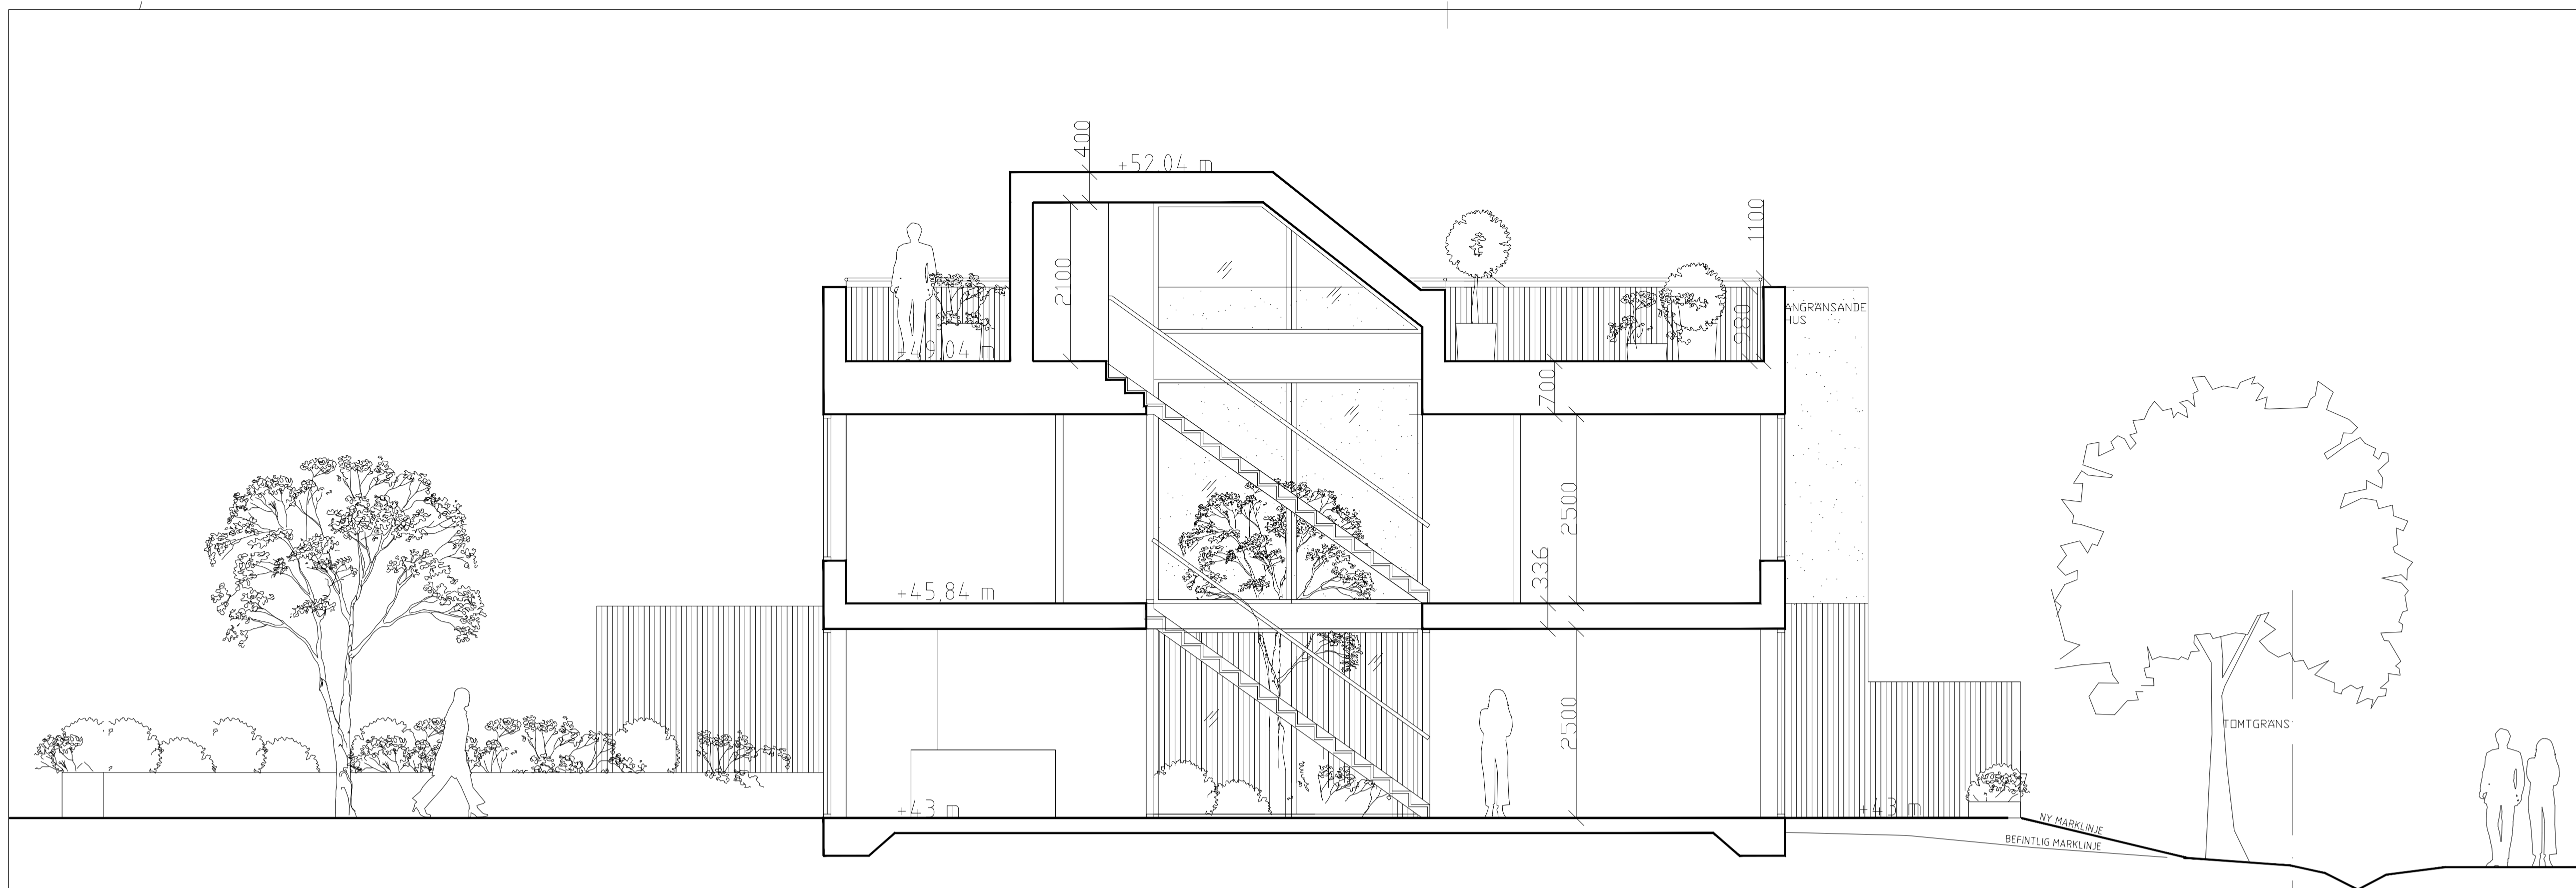 400
+52.04 m
1100
2100
ANGRÄNSANDE
HUS
980
+49,04 m
700
2500
336
+45,84 m
2500
TOMTGRÄNS
+43 m
+43 m
NY MARKLINJE
BEFINTLIG MARKLINJE